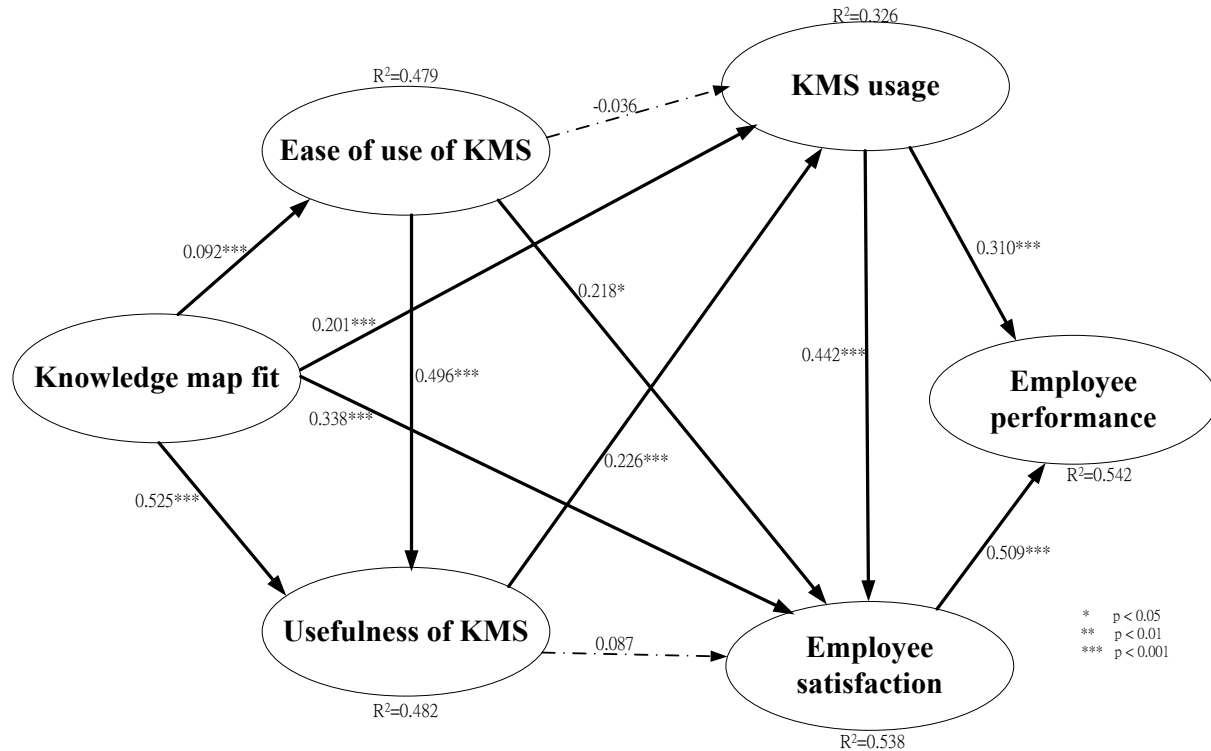 R²=0.326
KMS usage
R²=0.479
Ease of use of KMS
-0.036
0.092***
0.201***
0.218*
0.310***
0.442***
Knowledge map fit
0.496***
0.338***
Employee
performance
R²=0.542
0.226***
0.525***
0.509***
Usefulness of KMS
0.087
R²=0.482
Employee
satisfaction
R²=0.538
* p < 0.05
** p < 0.01
*** p < 0.001